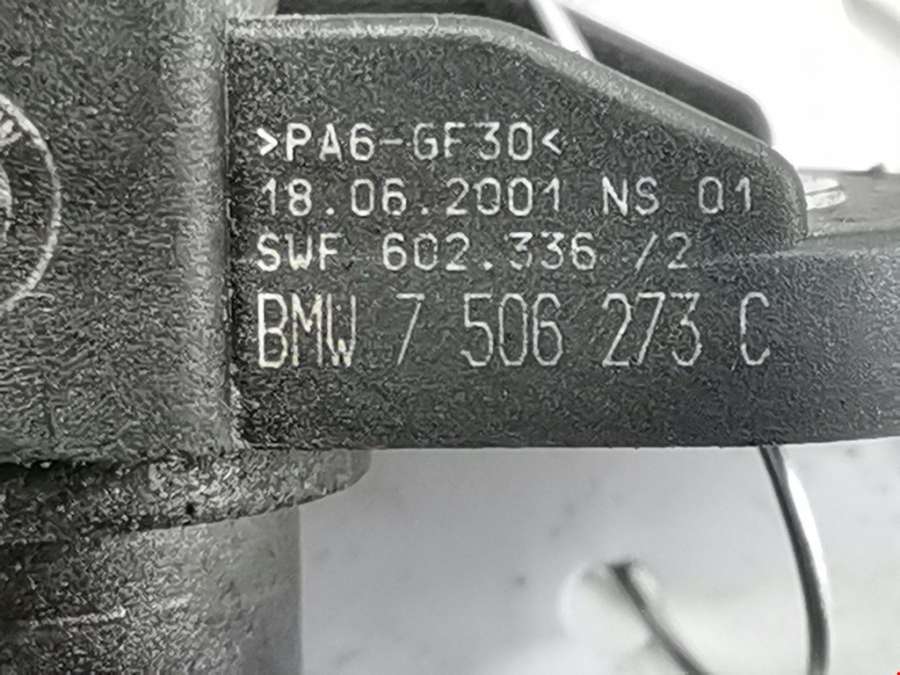 >PA6-GF30<
18.06.2001 NS 01
SWF 602.336 /2
BMW 7 506 273 C